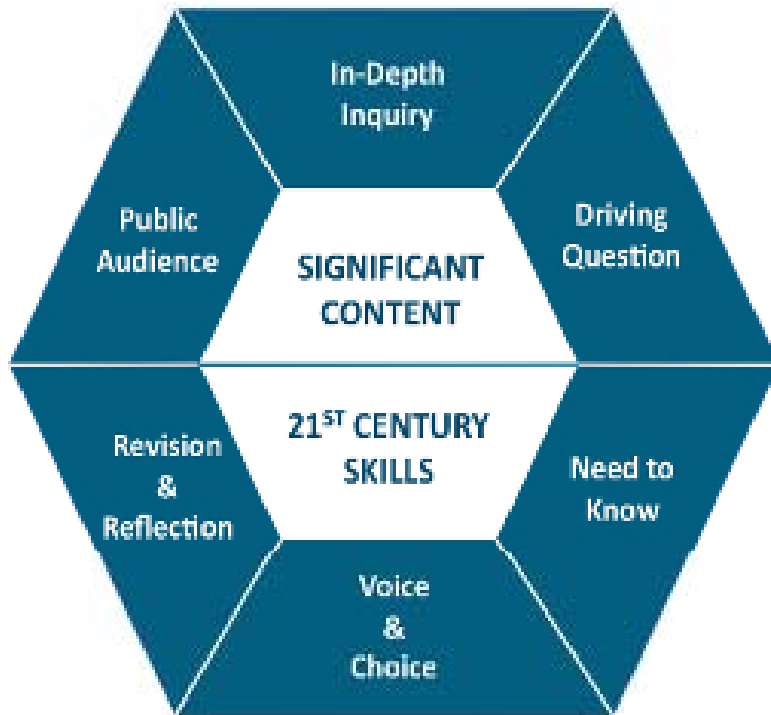 In-Depth
Inquiry
Driving
Question
Need to
Know
Voice
&
Choice
Revision
&
Reflection
Public
Audience
SIGNIFICANT
CONTENT
21ST CENTURY
SKILLS